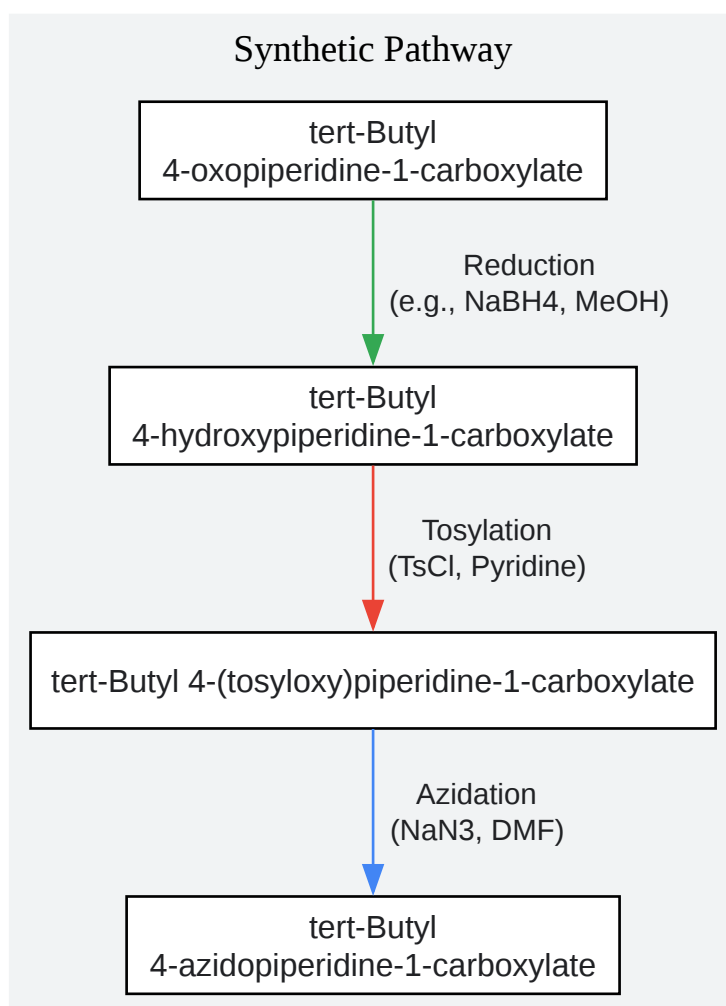 Synthetic Pathway
tert-Butyl
4-oxopiperidine-1-carboxylate
Reduction
(e.g., NaBH4, MeOH)
tert-Butyl
4-hydroxypiperidine-1-carboxylate
Tosylation
(TsCl, Pyridine)
tert-Butyl 4-(tosyloxy)piperidine-1-carboxylate
Azidation
(NaN3, DMF)
tert-Butyl
4-azidopiperidine-1-carboxylate